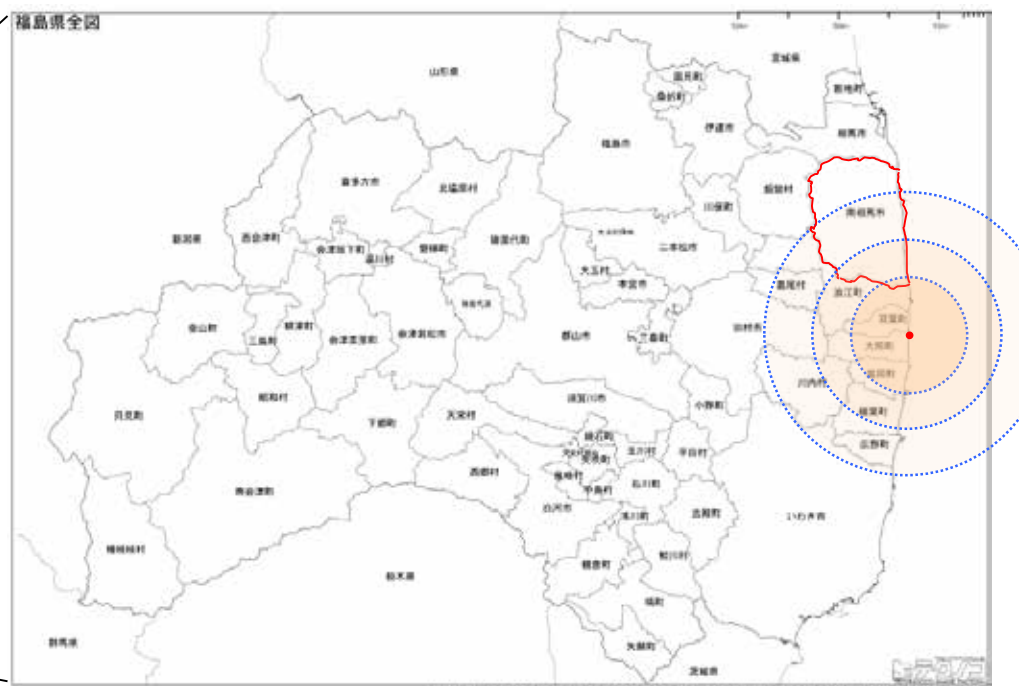 福島県全図
宮城県
山形県
国見町
桑折町
新地町
伊達市
相馬市
福島市
喜多方市
北塩原村
飯舘村
川俣町
南相馬市
新潟県
西会津町
会津坂下町
湯川村
磐梯町
猪苗代町
二本松市
大玉村
本宮市
葛尾村
浪江町
双葉町
金山町
三島町
柳津町
会津美里町
会津若松市
郡山市
三春町
田村市
大熊町
富岡町
川内村
只見町
昭和村
下郷町
天栄村
須賀川市
小野町
楢葉町
広野町
鏡石町
玉川村
平田村
矢吹町
西郷村
泉崎村
中島村
石川町
南会津町
白河市
浅川町
古殿町
いわき市
檜枝岐村
棚倉町
鮫川村
栃木県
塙町
群馬県
矢祭町
茨城県